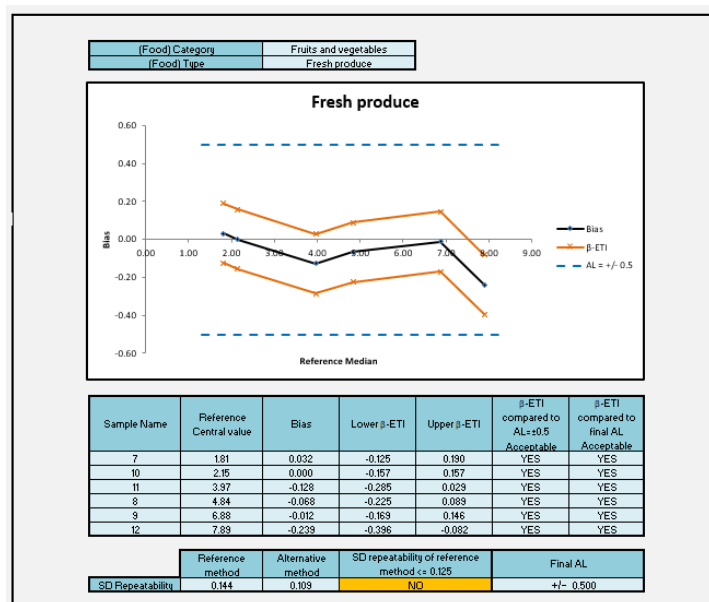 (Food) Category Fruits and vegetables
(Food) Type Fresh produce
Fresh produce
0.60
0.40
0.20
0.00
-0.20
-0.40
-0.60
0.00 1.00 2.00 3.00 4.00 5.00 6.00 7.00 8.00 9.00
Bias
Reference Median
Bias
β-ETI
AL = +/- 0.5
Sample Name Reference Central value Bias Lower β-ETI Upper β-ETI β-ETI compared to AL=±0.5 Acceptable β-ETI compared to final AL Acceptable
7 1.81 0.032 -0.125 0.190 YES YES
10 2.15 0.000 -0.157 0.157 YES YES
11 3.97 -0.128 -0.285 0.029 YES YES
8 4.84 -0.068 -0.225 0.089 YES YES
9 6.88 -0.012 -0.169 0.146 YES YES
12 7.89 -0.239 -0.396 -0.082 YES YES
Reference method Alternative method SD repeatability of reference method <= 0.125 Final AL
SD Repeatability 0.144 0.109 NO +/- 0.500